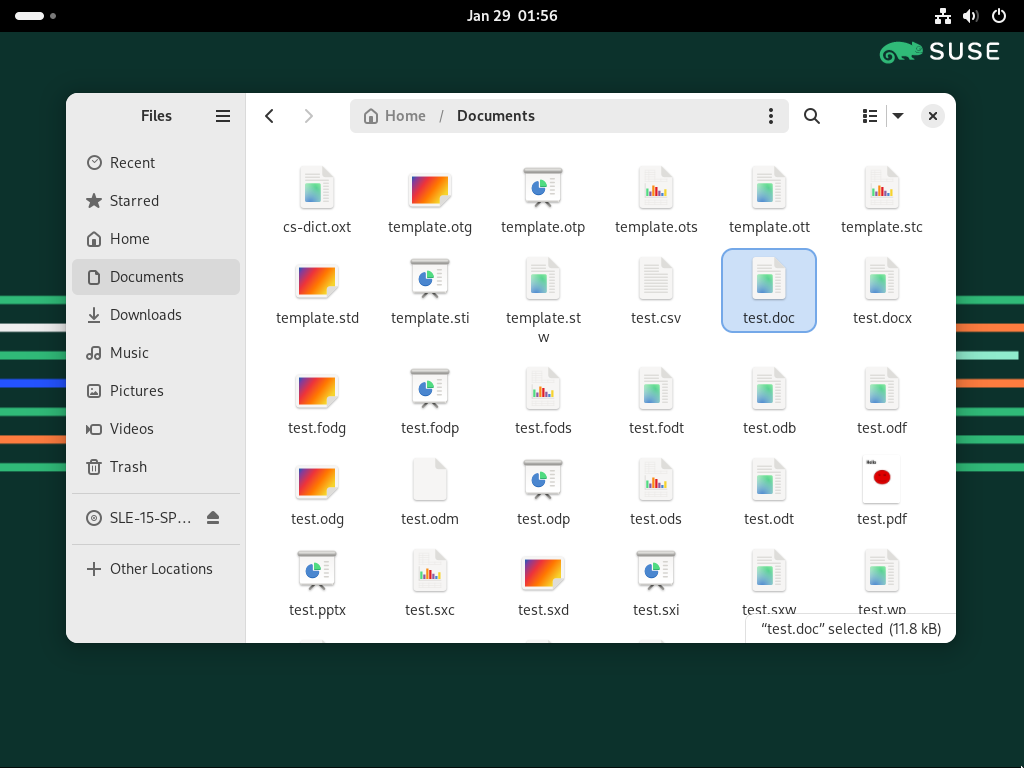 Jan 29 01:56
SUSE
Files
Home / Documents
Recent
Starred
Home
Documents
Downloads
Music
Pictures
Videos
Trash
SLE-15-SP…
Other Locations
cs-dict.oxt
template.otg
template.otp
template.ots
template.ott
template.stc
template.std
template.sti
template.st
w
test.csv
test.doc
test.docx
test.fodg
test.fodp
test.fods
test.fodt
test.odb
test.odf
test.odg
test.odm
test.odp
test.ods
test.odt
Hello
test.pdf
test.pptx
test.sxc
test.sxd
test.sxi
test.sxw
test.wp
“test.doc” selected (11.8 kB)